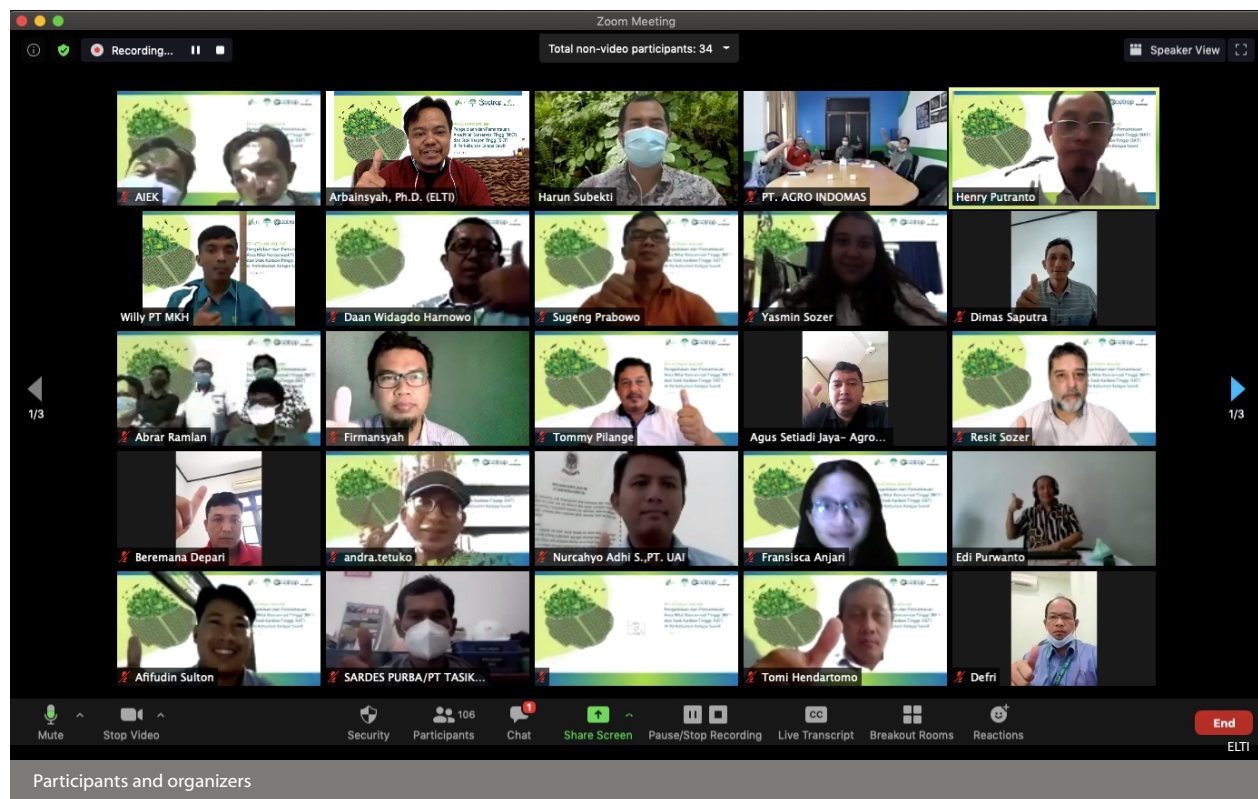 Zoom Meeting
Recording...
Total non-video participants: 34
Speaker View
AIEK
Arbainsyah, Ph.D. (ELTI)
Harun Subekti
PT. AGRO INDOMAS
Henry Putranto
Willy PT MKH
Daan Widagdo Harnowo
Sugeng Prabowo
Yasmin Sozer
Dimas Saputra
1/3
1/3
Abrar Ramlan
Firmansyah
Tommy Pilange
Agus Setiadi Jaya- Agro...
Resit Sozer
Beremana Depari
andra.tetuko
Nurcahyo Adhi S.,PT. UAI
Fransisca Anjari
Edi Purwanto
Afifudin Sulton
SARDES PURBA/PT TASIK...
Tomi Hendartomo
Defri
Mute
Stop Video
Security
106
Participants
1
Chat
Share Screen
Pause/Stop Recording
CC
Live Transcript
Breakout Rooms
Reactions
End
ELTI
Participants and organizers